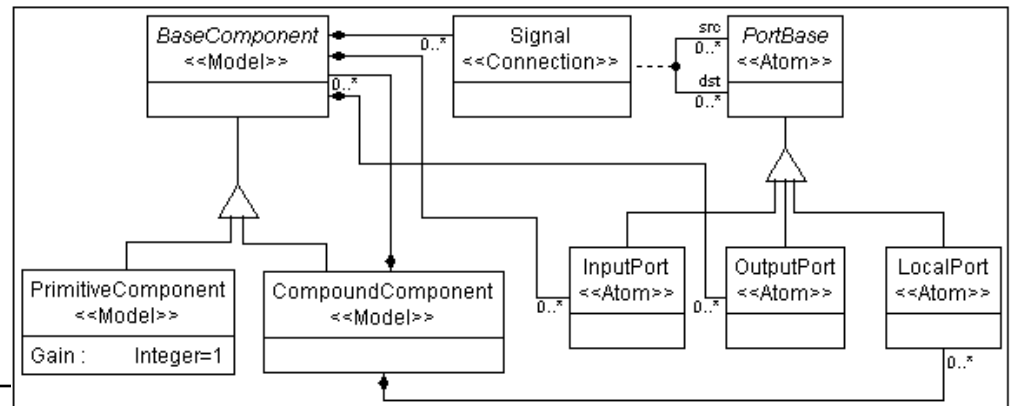 BaseComponent
<<Model>>
0..*
Signal
<<Connection>>
0..*
src
0..*
dst
0..*
PortBase
<<Atom>>
PrimitiveComponent
<<Model>>
Gain : Integer=1
CompoundComponent
<<Model>>
InputPort
<<Atom>>
0..*
OutputPort
<<Atom>>
0..*
LocalPort
<<Atom>>
0..*